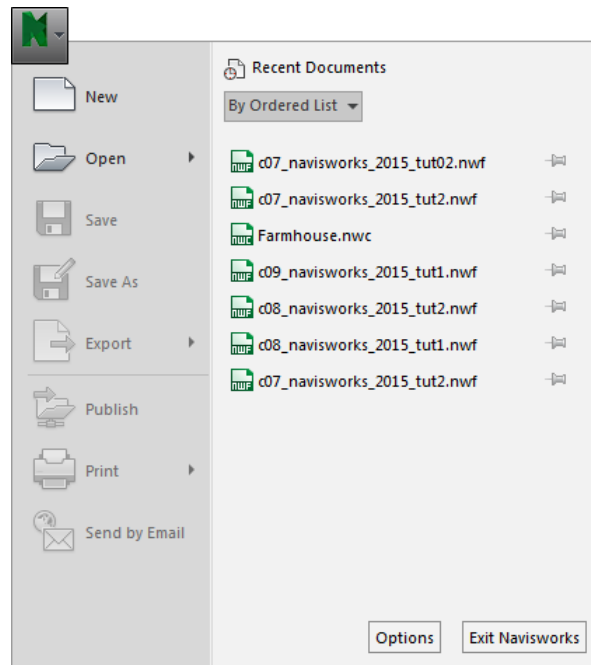 New
Open
Save
Save As
Export
Publish
Print
Send by Email
Recent Documents
By Ordered List
c07_navisworks_2015_tut02.nwf
c07_navisworks_2015_tut2.nwf
Farmhouse.nwc
c09_navisworks_2015_tut1.nwf
c08_navisworks_2015_tut2.nwf
c08_navisworks_2015_tut1.nwf
c07_navisworks_2015_tut2.nwf
Options
Exit Navisworks